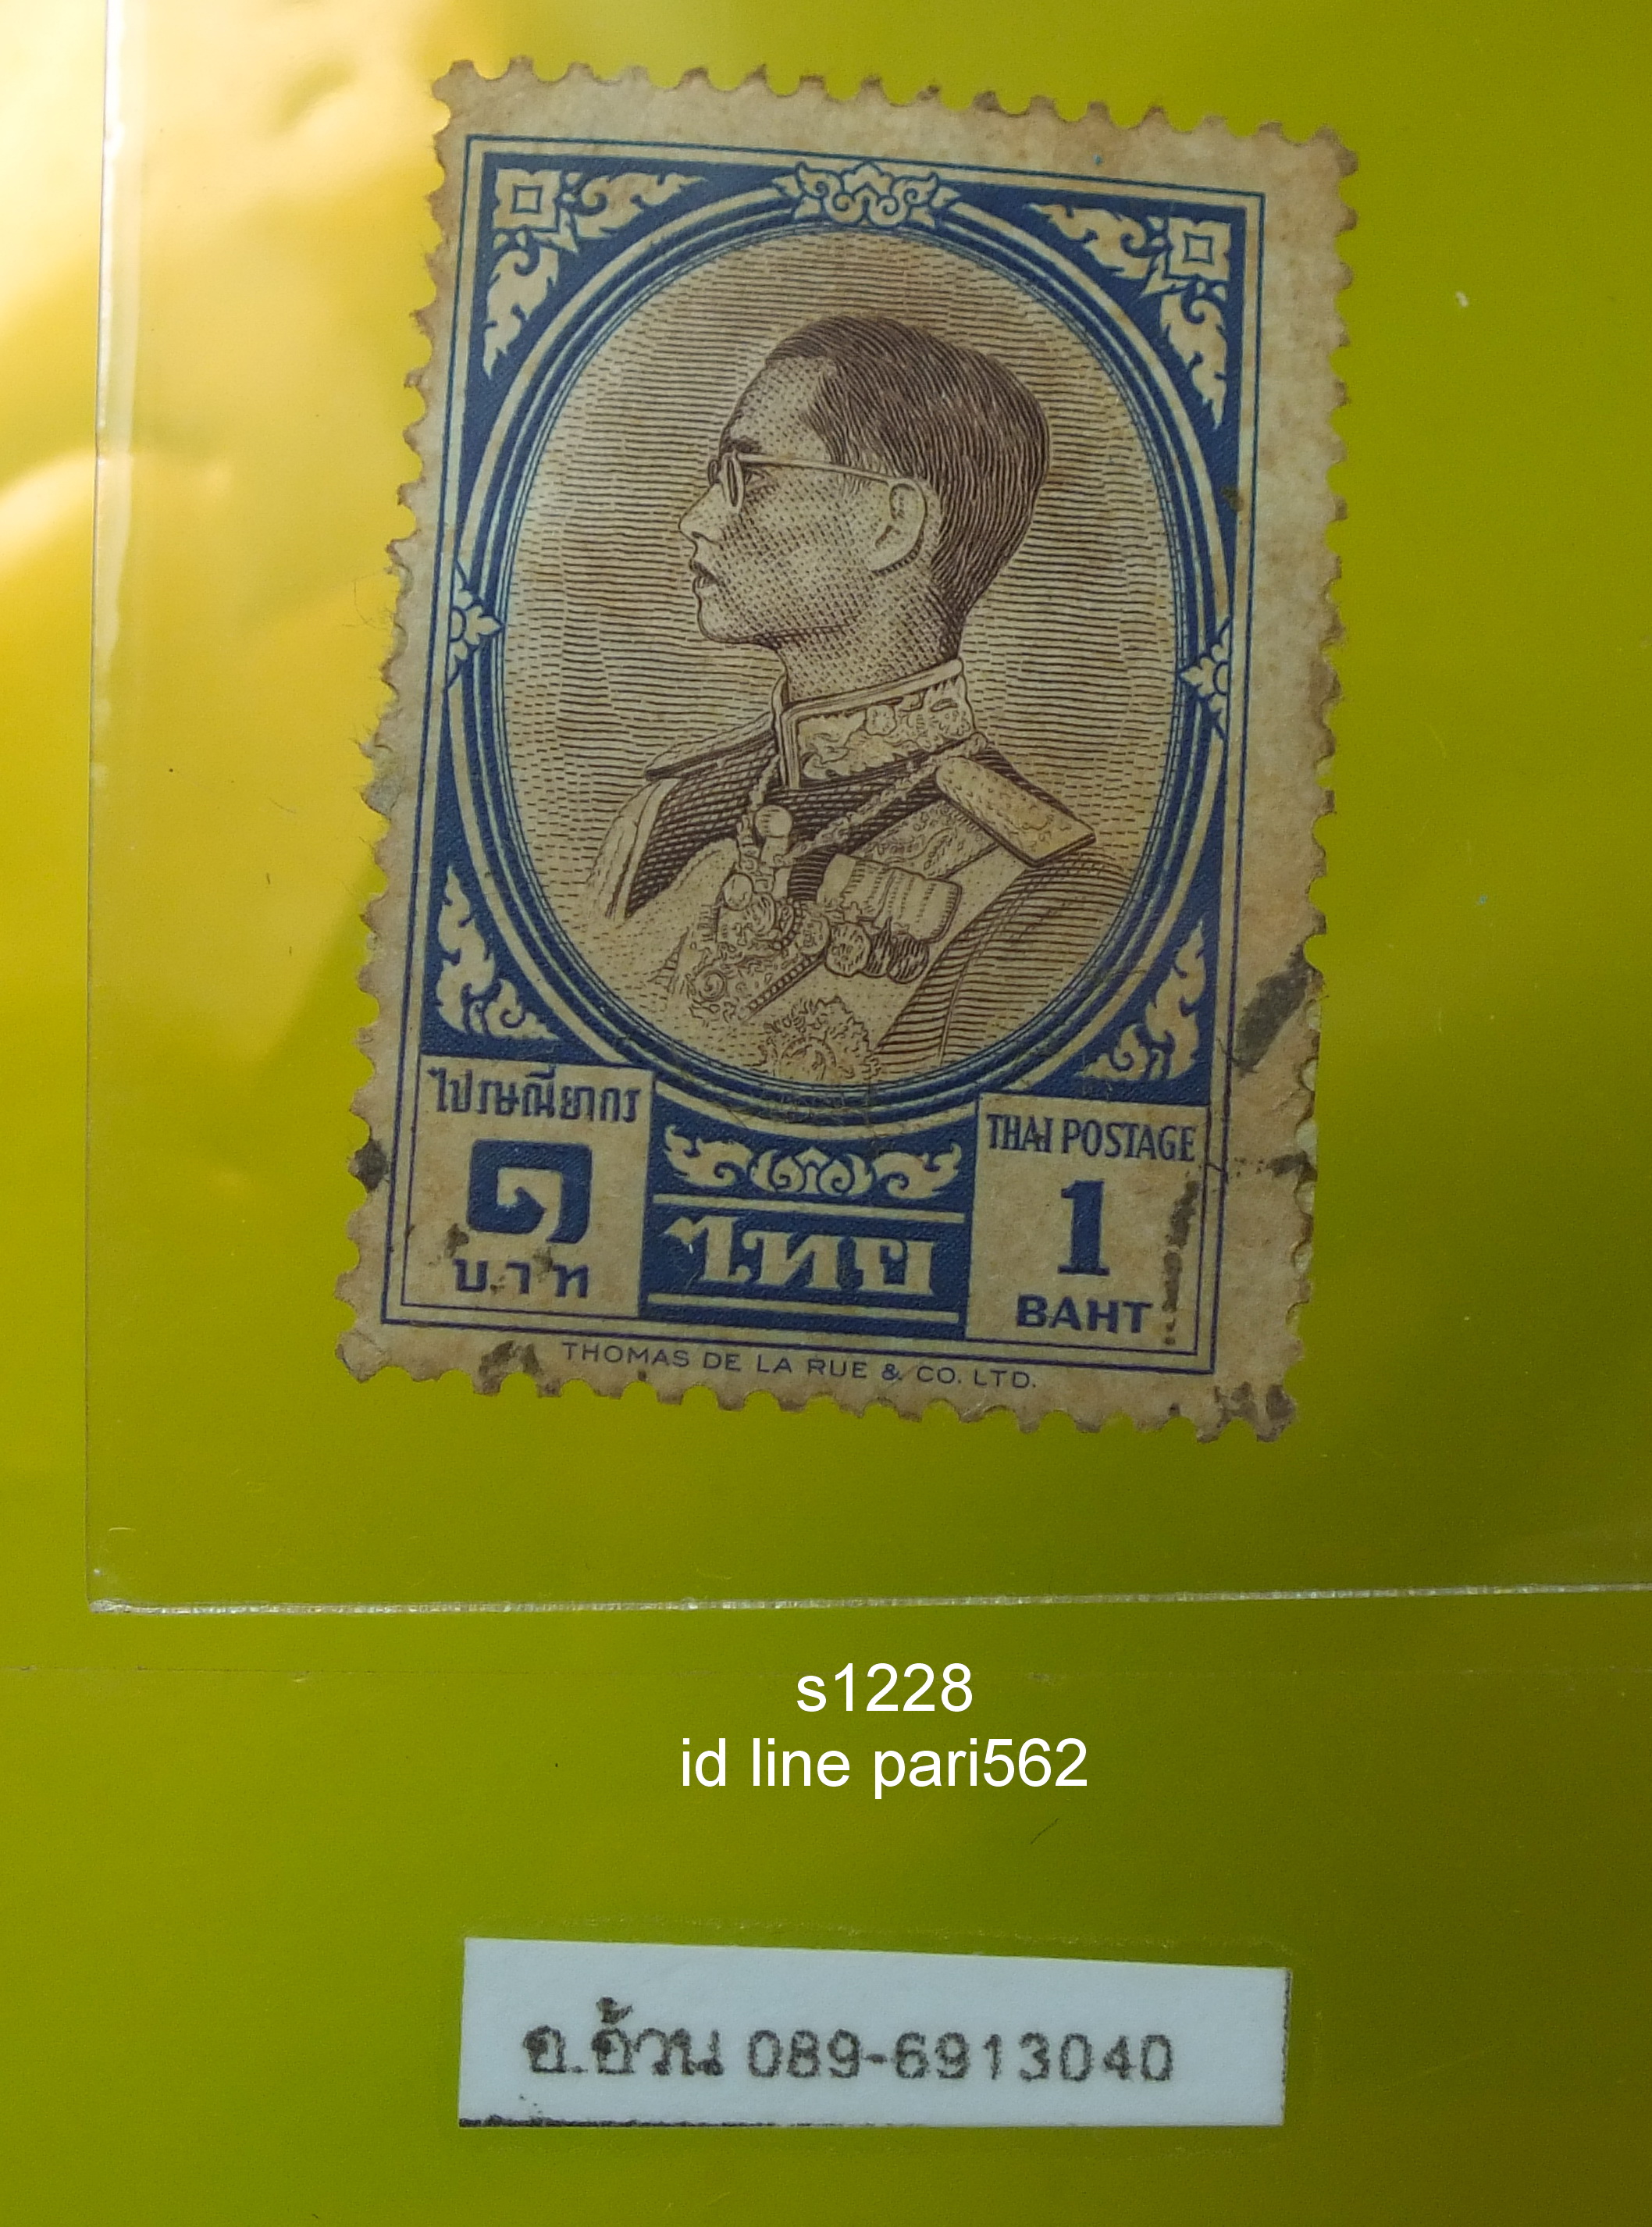 ไปรษณียากร
๑
บาท
ไทย
THAI POSTAGE
1
BAHT
THOMAS DE LA RUE & CO. LTD.
s1228
id line pari562
อ.อ้วน 089-6913040